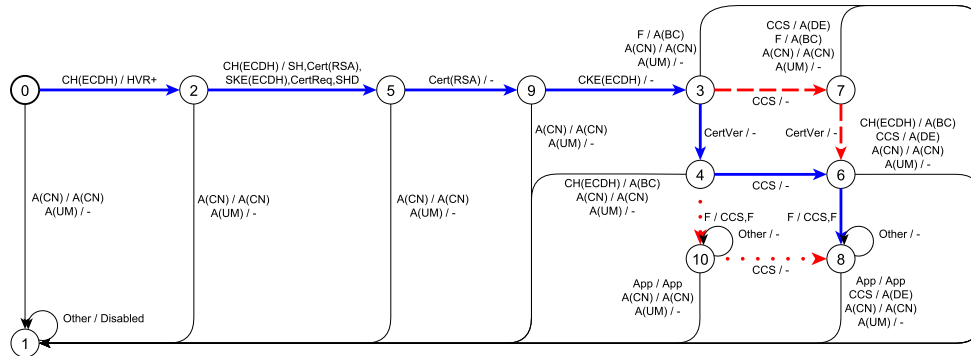 CCS / A(DE)
F / A(BC)
A(CN) / A(CN)
A(UM) / -
F / A(BC)
A(CN) / A(CN)
A(UM) / -
CH(ECDH) / SH,Cert(RSA),
SKE(ECDH),CertReq,SHD
CH(ECDH) / HVR+
Cert(RSA) / -
CKE(ECDH) / -
0
2
5
9
3
7
CCS / -
A(CN) / A(CN)
A(UM) / -
CertVer / -
CertVer / -
CH(ECDH) / A(BC)
CCS / A(DE)
A(CN) / A(CN)
A(UM) / -
4
6
CCS / -
A(CN) / A(CN)
A(UM) / -
A(CN) / A(CN)
A(UM) / -
A(CN) / A(CN)
A(UM) / -
CH(ECDH) / A(BC)
A(CN) / A(CN)
A(UM) / -
F / CCS,F
F / CCS,F
Other / -
Other / -
10
8
CCS / -
App / App
A(CN) / A(CN)
A(UM) / -
App / App
CCS / A(DE)
A(CN) / A(CN)
A(UM) / -
Other / Disabled
1